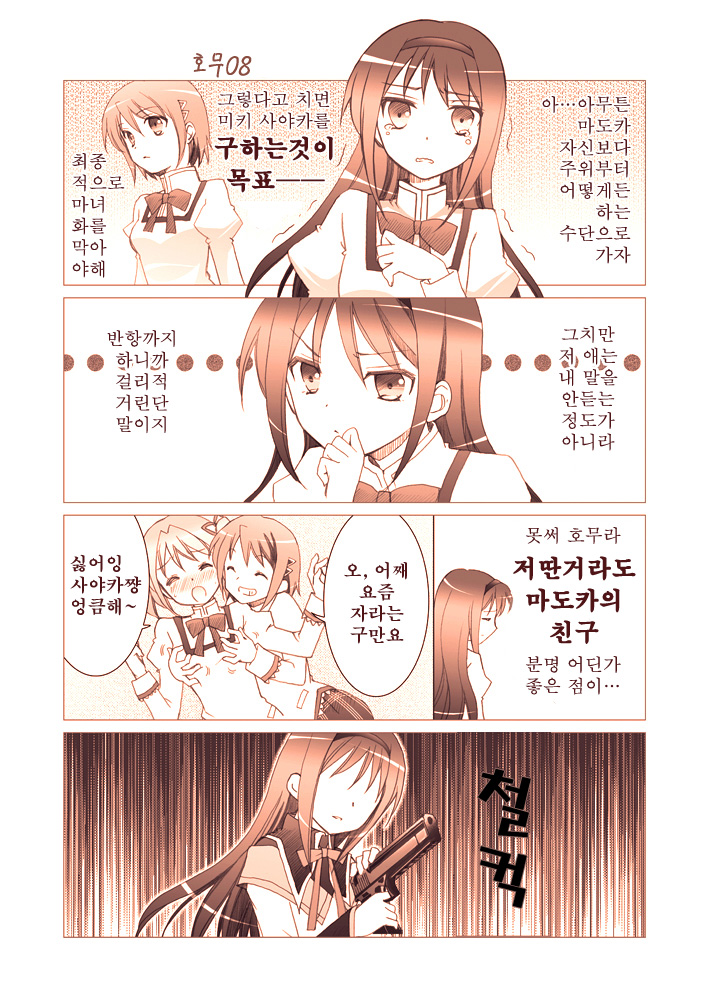 호무08
아…아무튼
마도카
자신보다
주위부터
어떻게든
하는
수단으로
가자
그렇다고 치면
미키 사야카를
구하는것이
목표──
최종
적으로
마녀
화를
막아
야해
그치만
저 애는
내 말을
안듣는
정도가
아니라
반항까지
하니까
걸리적
거린단
말이지
못써 호무라
저딴거라도
마도카의
친구
분명 어딘가
좋은 점이…
오, 어째
요즘
자라는
구만요
싫어잉
사야카쨩
엉큼해~
철컥